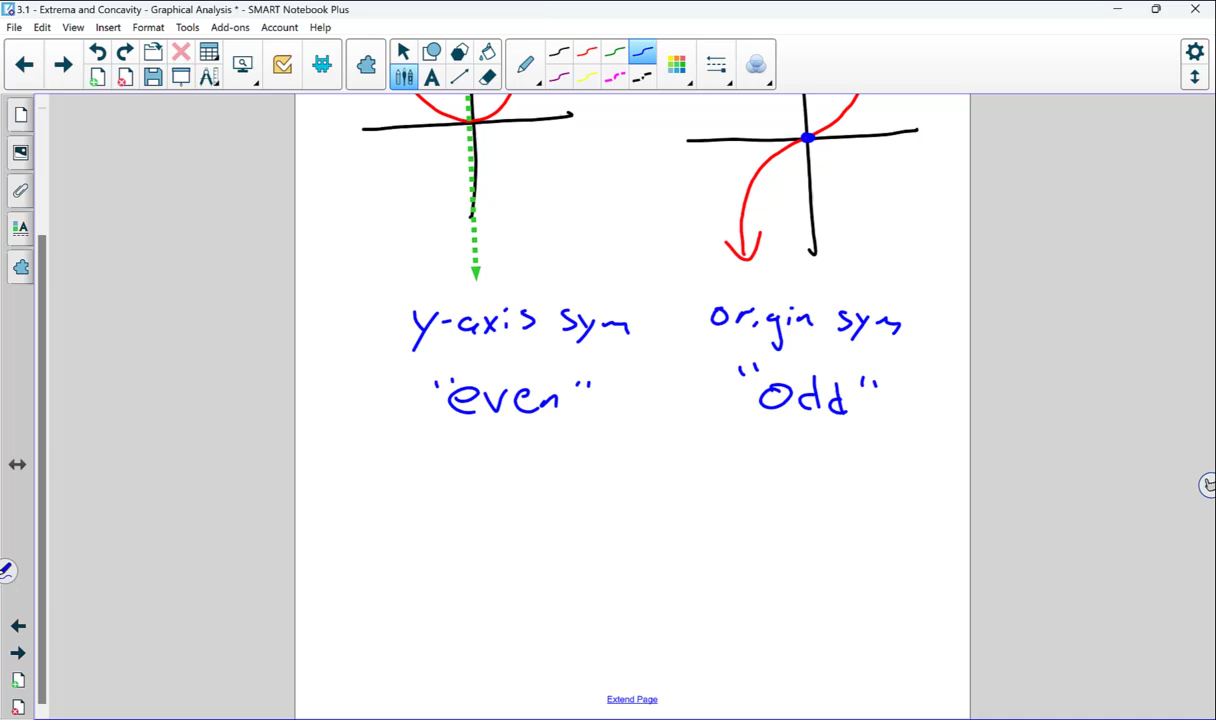 3.1 - Extrema and Concavity - Graphical Analysis * - SMART Notebook Plus
File Edit View Insert Format Tools Add-ons Account Help
y-axis sym
origin sym
"even"
"odd"
Extend Page